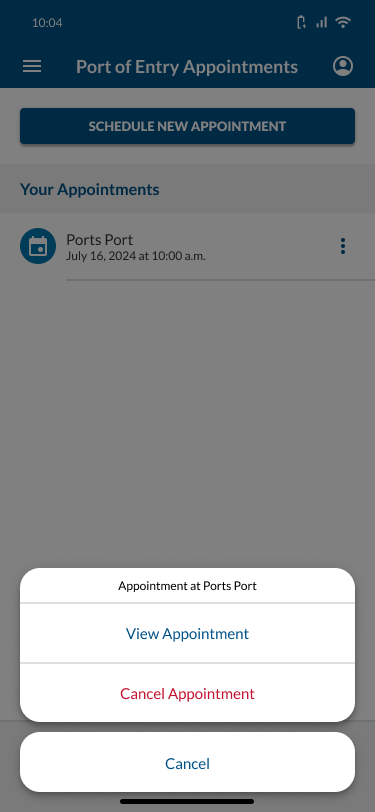 10:04
Port of Entry Appointments
SCHEDULE NEW APPOINTMENT
Your Appointments
Ports Port
July 16, 2024 at 10:00 a.m.
Appointment at Ports Port
View Appointment
Cancel Appointment
Cancel